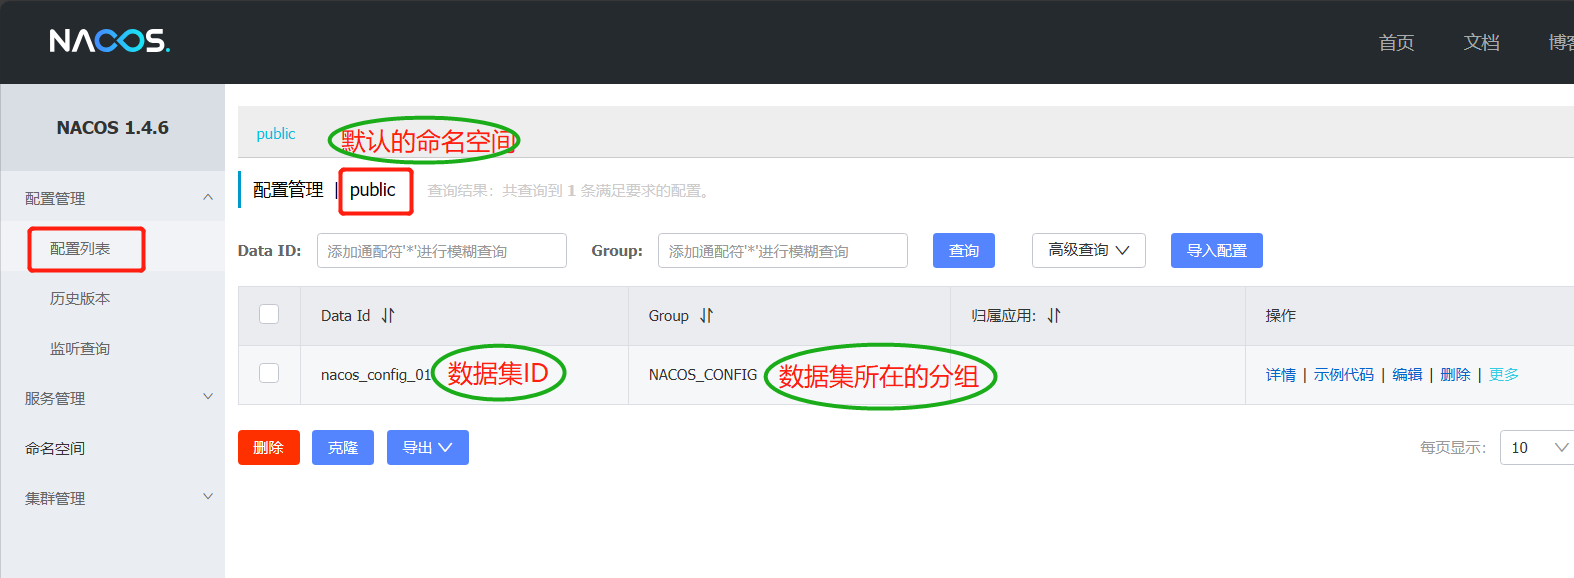 NACOS.
首页 文档
NACOS 1.4.6
public 默认的命名空间
配置管理
配置管理 | public 查询结果：共查询到 1 条满足要求的配置。
配置列表
Data ID: 添加通配符'*'进行模糊查询 Group: 添加通配符'*'进行模糊查询 查询 高级查询 导入配置
历史版本
Data Id Group 归属应用: 操作
监听查询
nacos_config_01 数据集ID NACOS_CONFIG 数据集所在的分组 详情 | 示例代码 | 编辑 | 删除 | 更多
服务管理
命名空间
删除 克隆 导出 每页显示: 10
集群管理